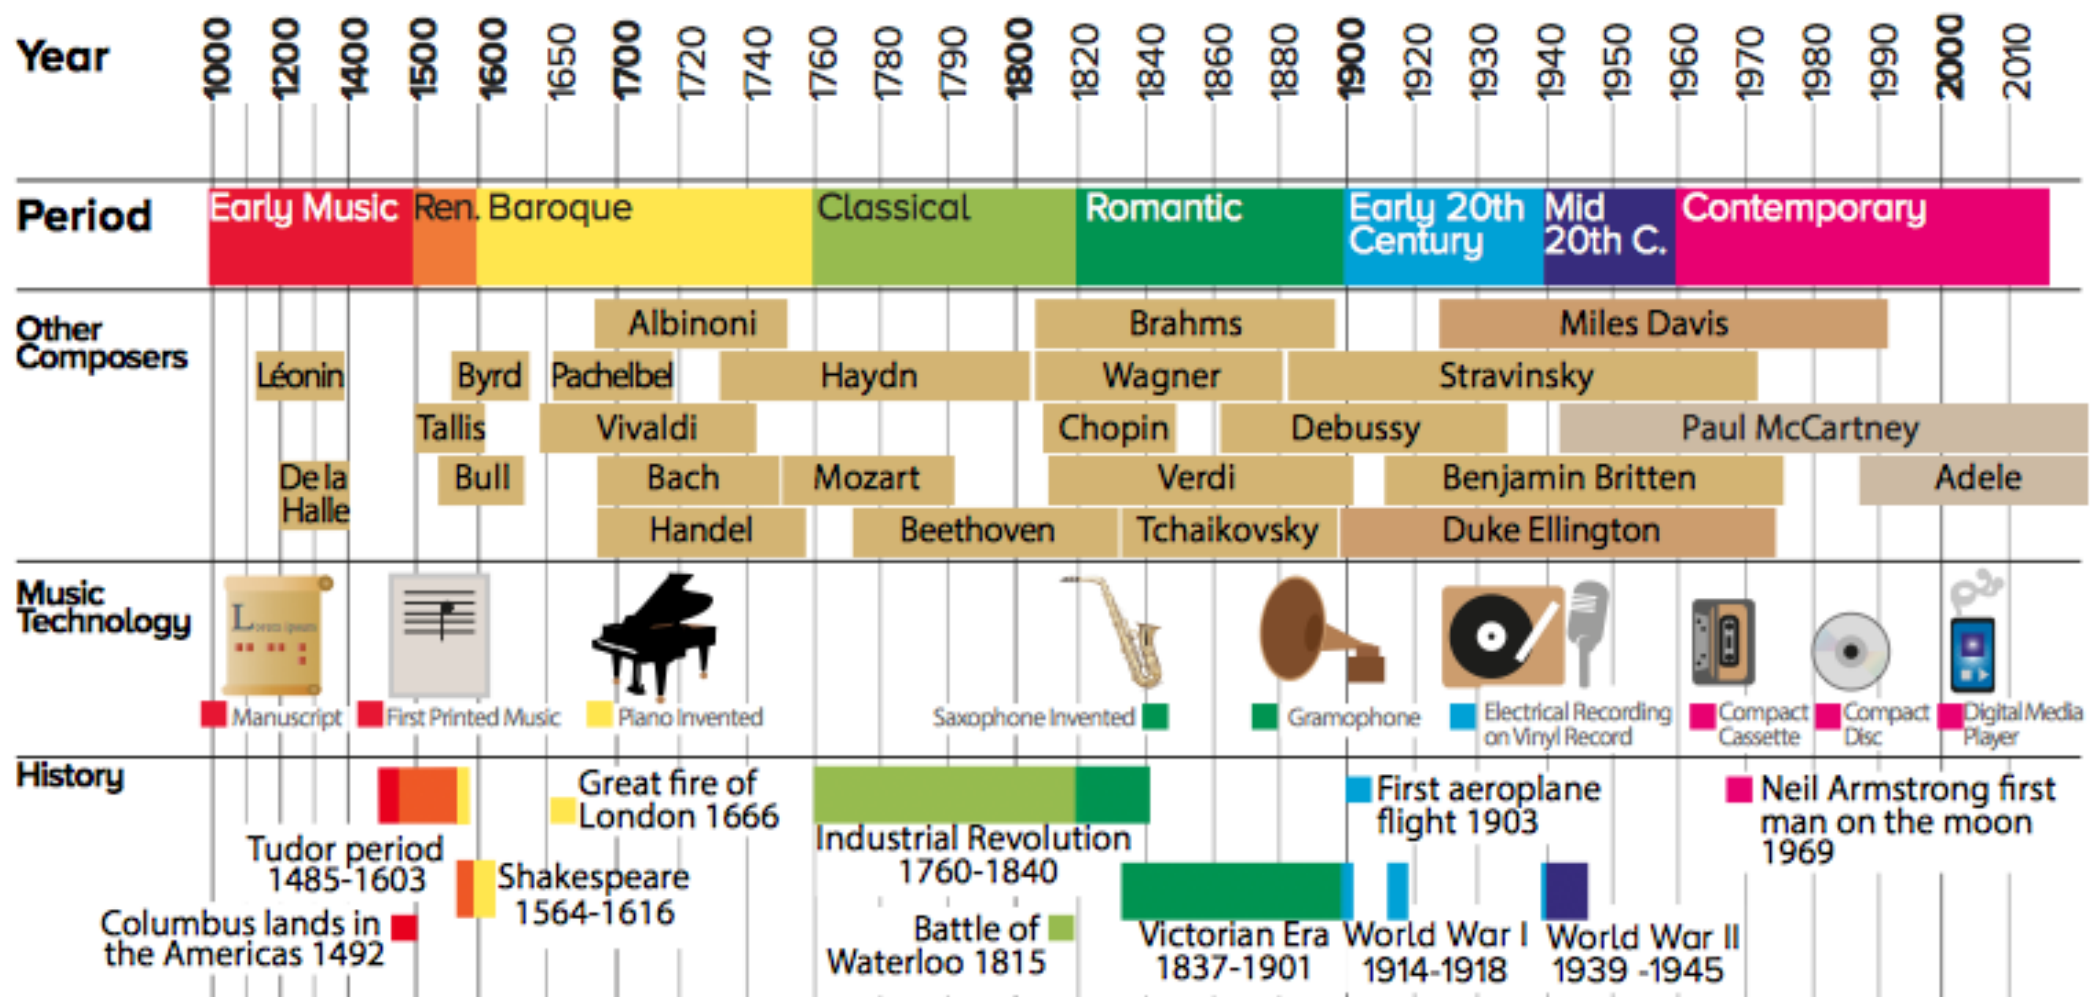 Year
1000 1200 1400 1500 1600 1650 1700 1720 1740 1760 1780 1790 1800 1820 1840 1860 1880 1900 1920 1930 1940 1950 1960 1970 1980 1990 2000 2010
Period
Early Music
Ren.
Baroque
Classical
Romantic
Early 20th
Century
Mid
20th C.
Contemporary
Other
Composers
Albinoni
Brahms
Miles Davis
Léonin
Byrd
Pachelbel
Haydn
Wagner
Stravinsky
Tallis
Vivaldi
Chopin
Debussy
Paul McCartney
De la
Halle
Bull
Bach
Mozart
Verdi
Benjamin Britten
Adele
Handel
Beethoven
Tchaikovsky
Duke Ellington
Music
Technology
Lorem Ipsum
Manuscript
First Printed Music
Piano Invented
Saxophone Invented
Gramophone
Electrical Recording
on Vinyl Record
Compact
Cassette
Compact
Disc
Digital Media
Player
History
Tudor period
1485-1603
Columbus lands in
the Americas 1492
Shakespeare
1564-1616
Great fire of
London 1666
Industrial Revolution
1760-1840
Battle of
Waterloo 1815
Victorian Era
1837-1901
First aeroplane
flight 1903
World War I
1914-1918
World War II
1939 -1945
Neil Armstrong first
man on the moon
1969